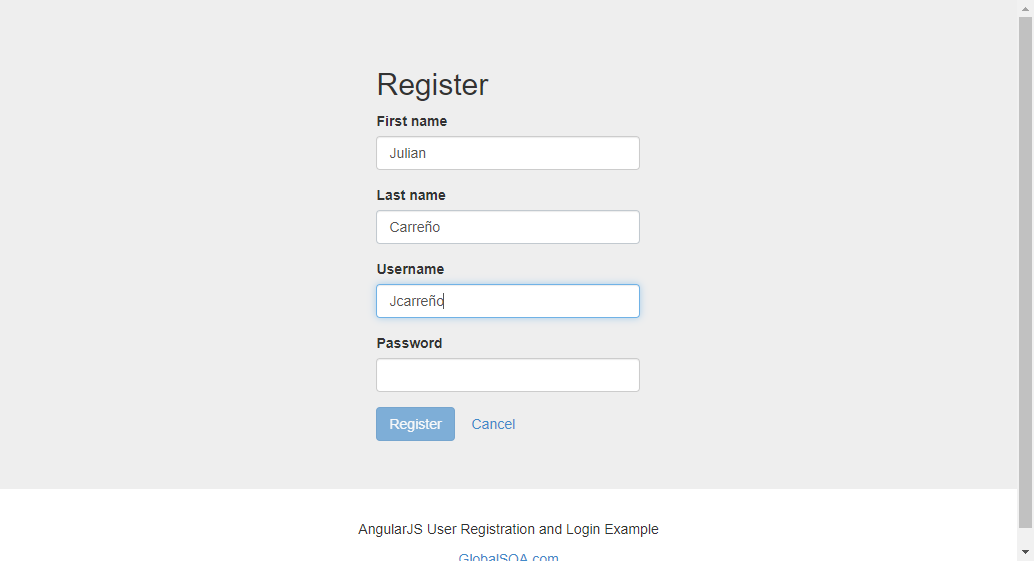 Register
First name
Julian
Last name
Carreño
Username
Jcarreño
Password
Register Cancel
AngularJS User Registration and Login Example
GlobalSQA.com